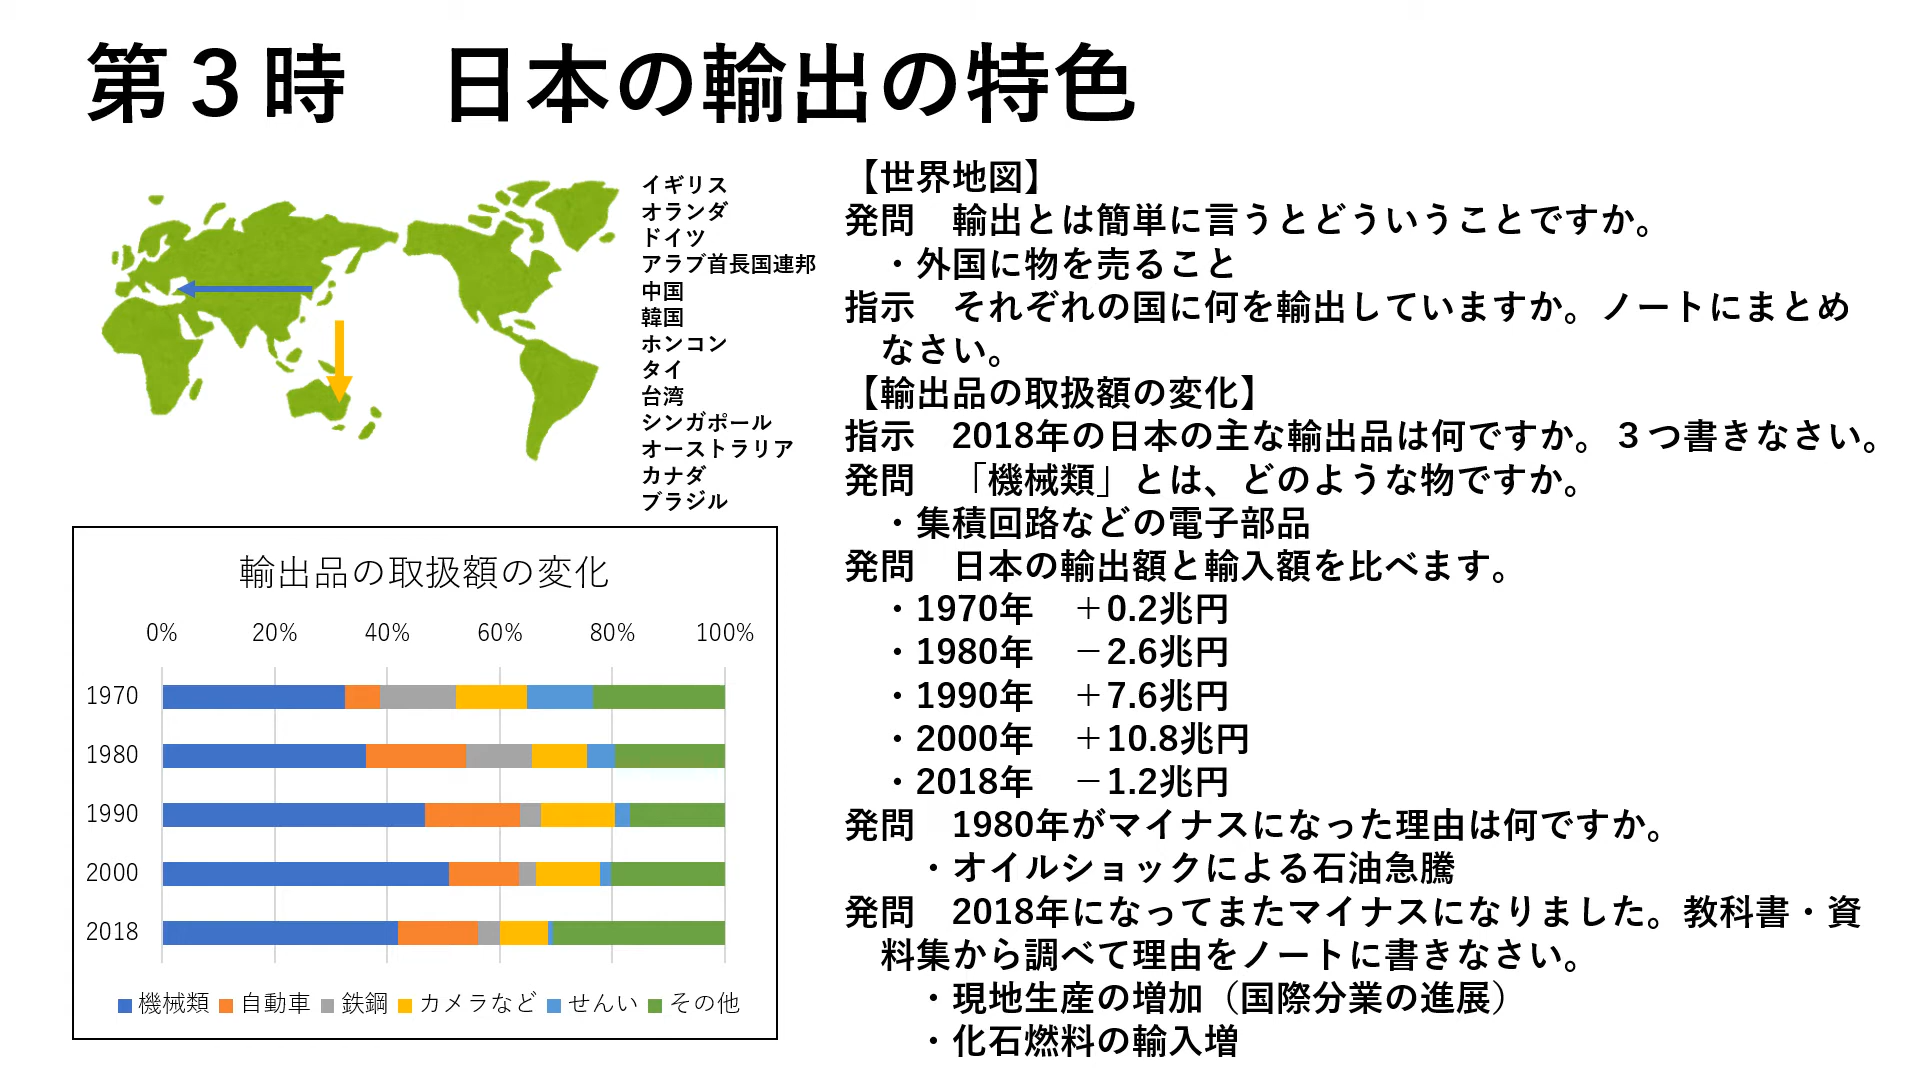 第３時　日本の輸出の特色
イギリス
オランダ
ドイツ
アラブ首長国連邦
中国
韓国
ホンコン
タイ
台湾
シンガポール
オーストラリア
カナダ
ブラジル
輸出品の取扱額の変化
0% 20% 40% 60% 80% 100%
1970
1980
1990
2000
2018
機械類 自動車 鉄鋼 カメラなど せんい その他
【世界地図】
発問　輸出とは簡単に言うとどういうことですか。
・外国に物を売ること
指示　それぞれの国に何を輸出していますか。ノートにまとめ
なさい。
【輸出品の取扱額の変化】
指示　2018年の日本の主な輸出品は何ですか。３つ書きなさい。
発問　「機械類」とは、どのような物ですか。
・集積回路などの電子部品
発問　日本の輸出額と輸入額を比べます。
・1970年　＋0.2兆円
・1980年　－2.6兆円
・1990年　＋7.6兆円
・2000年　＋10.8兆円
・2018年　－1.2兆円
発問　1980年がマイナスになった理由は何ですか。
・オイルショックによる石油急騰
発問　2018年になってまたマイナスになりました。教科書・資
料集から調べて理由をノートに書きなさい。
・現地生産の増加（国際分業の進展）
・化石燃料の輸入増